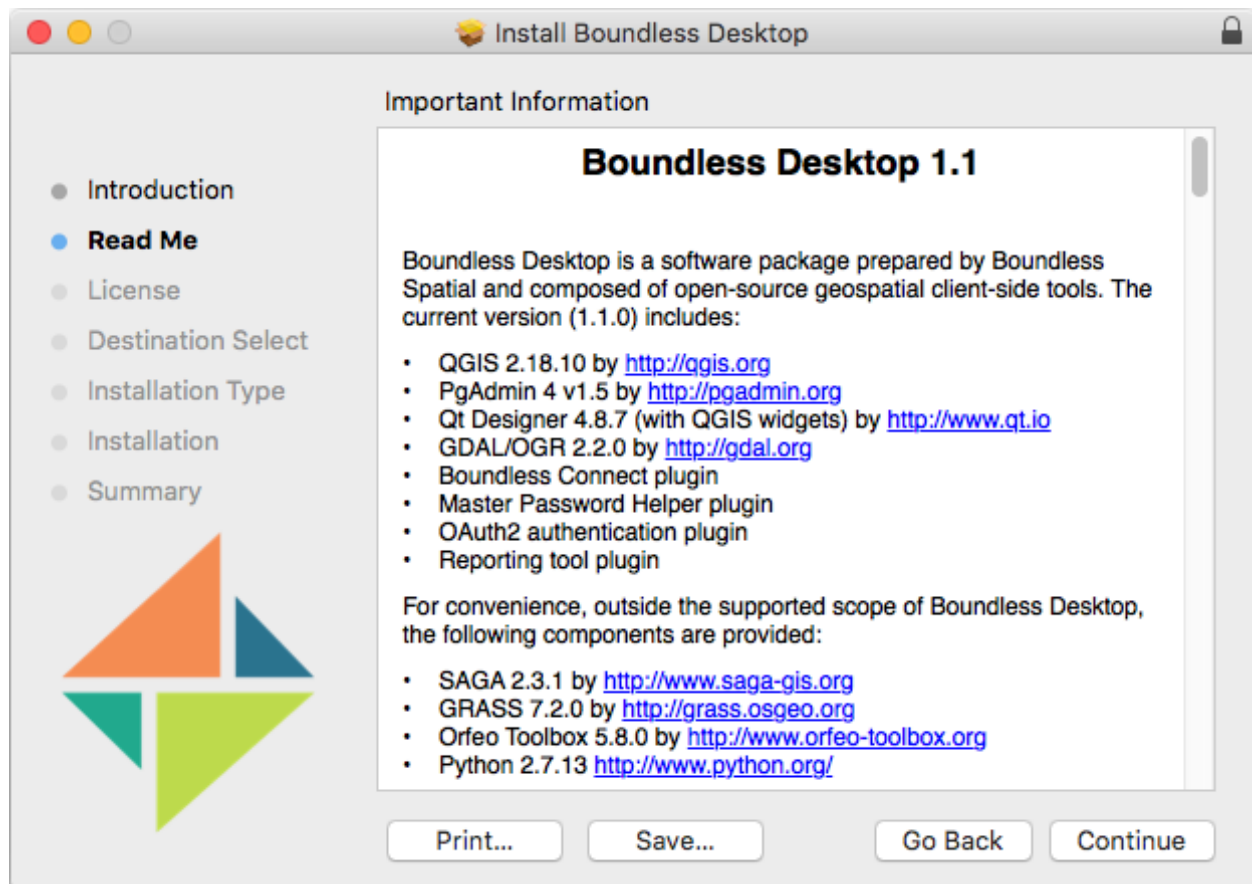 Install Boundless Desktop
Important Information
Introduction
Read Me
License
Destination Select
Installation Type
Installation
Summary
Boundless Desktop 1.1
Boundless Desktop is a software package prepared by Boundless
Spatial and composed of open-source geospatial client-side tools. The
current version (1.1.0) includes:
• QGIS 2.18.10 by http://qgis.org
• PgAdmin 4 v1.5 by http://pgadmin.org
• Qt Designer 4.8.7 (with QGIS widgets) by http://www.qt.io
• GDAL/OGR 2.2.0 by http://gdal.org
• Boundless Connect plugin
• Master Password Helper plugin
• OAuth2 authentication plugin
• Reporting tool plugin
For convenience, outside the supported scope of Boundless Desktop,
the following components are provided:
• SAGA 2.3.1 by http://www.saga-gis.org
• GRASS 7.2.0 by http://grass.osgeo.org
• Orfeo Toolbox 5.8.0 by http://www.orfeo-toolbox.org
• Python 2.7.13 http://www.python.org/
Print...
Save...
Go Back
Continue